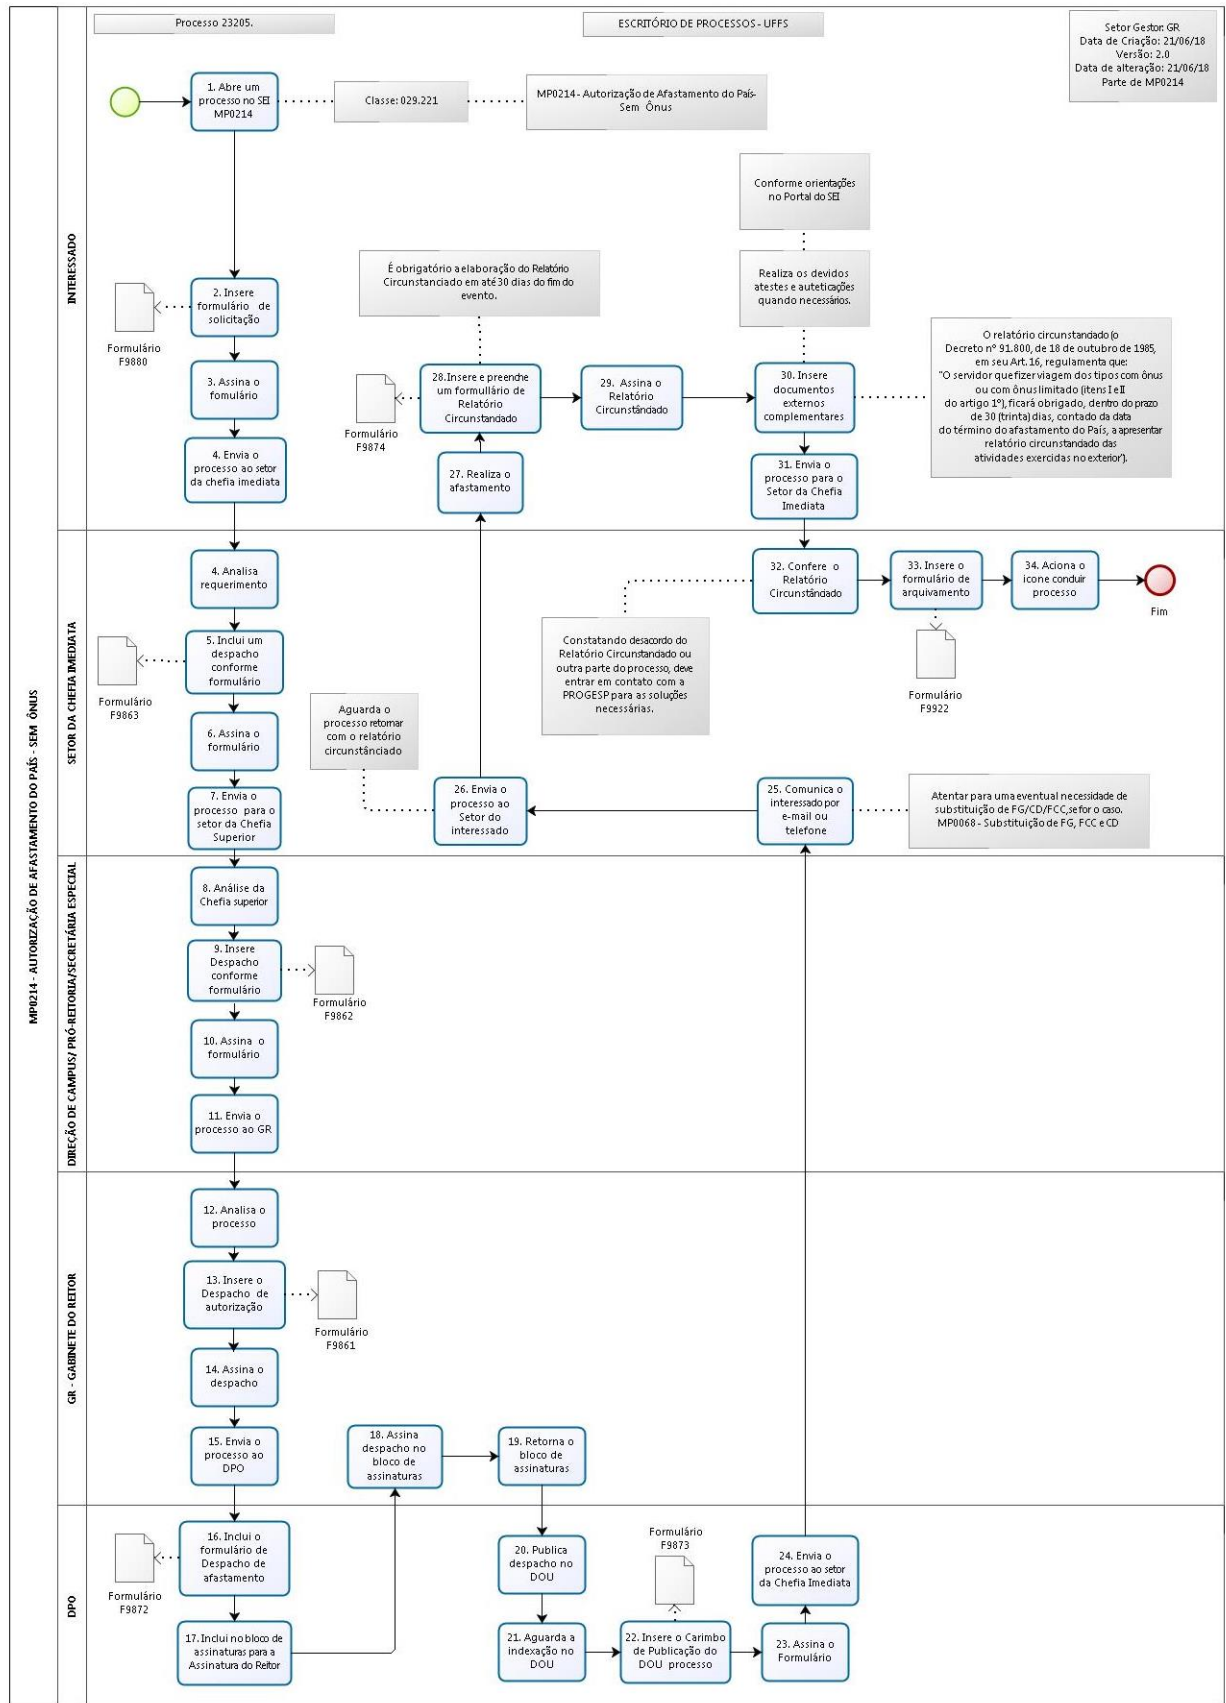 Processo 23205.
ESCRITÓRIO DE PROCESSOS - UFFS
Setor Gestor: GR
Data de Criação: 21/06/18
Versão: 2.0
Data de alteração: 21/06/18
Parte de MP0214
MP0214 - AUTORIZAÇÃO DE AFASTAMENTO DO PAÍS - SEM ÔNUS
INTERESSADO
1. Abre um
processo no SEI
MP0214
Classe: 029.221
MP0214 - Autorização de Afastamento do País-
Sem Ônus
Conforme orientações
no Portal do SEI
É obrigatório a elaboração do Relatório
Circunstanciado em até 30 dias do fim do
evento.
Realiza os devidos
atestes e auteticações
quando necessários.
2. Insere
formulário de
solicitação
Formulário
F9880
3. Assina o
fomulário
4. Envia o
processo ao setor
da chefia imediata
28.Insere e preenche
um formullário de
Relatório
Circunstanciado
Formulário
F9874
29. Assina o
Relatório
Circunstânciado
30. Insere
documentos
externos
complementares
O relatório circunstanciado (o
Decreto nº 91.800, de 18 de outubro de 1985,
em seu Art. 16, regulamenta que:
"O servidor que fizer viagem dos tipos com ônus
ou com ônus limitado (itens I e II
do artigo 1º), ficará obrigado, dentro do prazo
de 30 (trinta) dias, contado da data
do término do afastamento do País, a apresentar
relatório circunstanciado das
atividades exercidas no exterior").
27. Realiza o
afastamento
31. Envia o
processo para o
Setor da Chefia
Imediata
SETOR DA CHEFIA IMEDIATA
4. Analisa
requerimento
5. Inclui um
despacho
conforme
formulário
Formulário
F9863
6. Assina o
formulário
7. Envia o
processo para o
setor da Chefia
Superior
32. Confere o
Relatório
Circunstânciado
33. Insere o
formulário de
arquivamento
34. Aciona o
icone conduir
processo
Fim
Formulário
F9922
Constatando desacordo do
Relatório Circunstanciado ou
outra parte do processo, deve
entrar em contato com a
PROGESP para as soluções
necessárias.
Aguarda o
processo retornar
com o relatório
circunstânciado
26. Envia o
processo ao
Setor do
interessado
25. Comunica o
interessado por
e-mail ou
telefone
Atentar para uma eventual necessidade de
substituição de FG/CD/FCC,se for o caso.
MP0068 - Substituição de FG, FCC e CD
DIREÇÃO DE CAMPUS/ PRÓ-REITORIA/SECRETÁRIA ESPECIAL
8. Análise da
Chefia superior
9. Insere
Despacho
conforme
formulário
Formulário
F9862
10. Assina o
formulário
11. Envia o
processo ao GR
GR - GABINETE DO REITOR
12. Analisa o
processo
13. Insere o
Despacho de
autorização
Formulário
F9861
14. Assina o
despacho
15. Envia o
processo ao
DPO
18. Assina
despacho no
bloco de
assinaturas
19. Retorna o
bloco de
assinaturas
DPO
16. Inclui o
formulário de
Despacho de
afastamento
Formulário
F9872
17. Inclui no bloco de
assinaturas para a
Assinatura do Reitor
20. Publica
despacho no
DOU
21. Aguarda a
indexação no
DOU
Formulário
F9873
22. Insere o Carimbo
de Publicação do
DOU processo
23. Assina o
Formulário
24. Envia o
processo ao setor
da Chefia Imediata